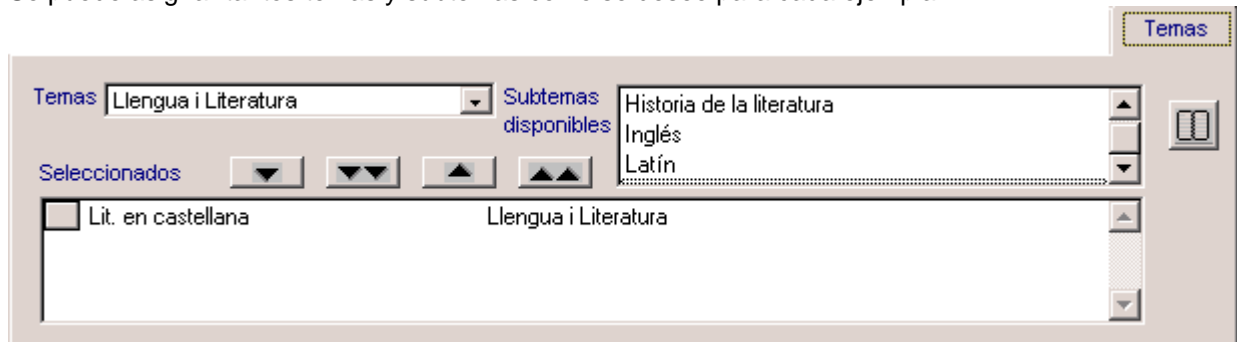 Temas
Temas Llengua i Literatura
Subtemas disponibles
Historia de la literatura
Inglés
Latín
Seleccionados
Lit. en castellana Llengua i Literatura